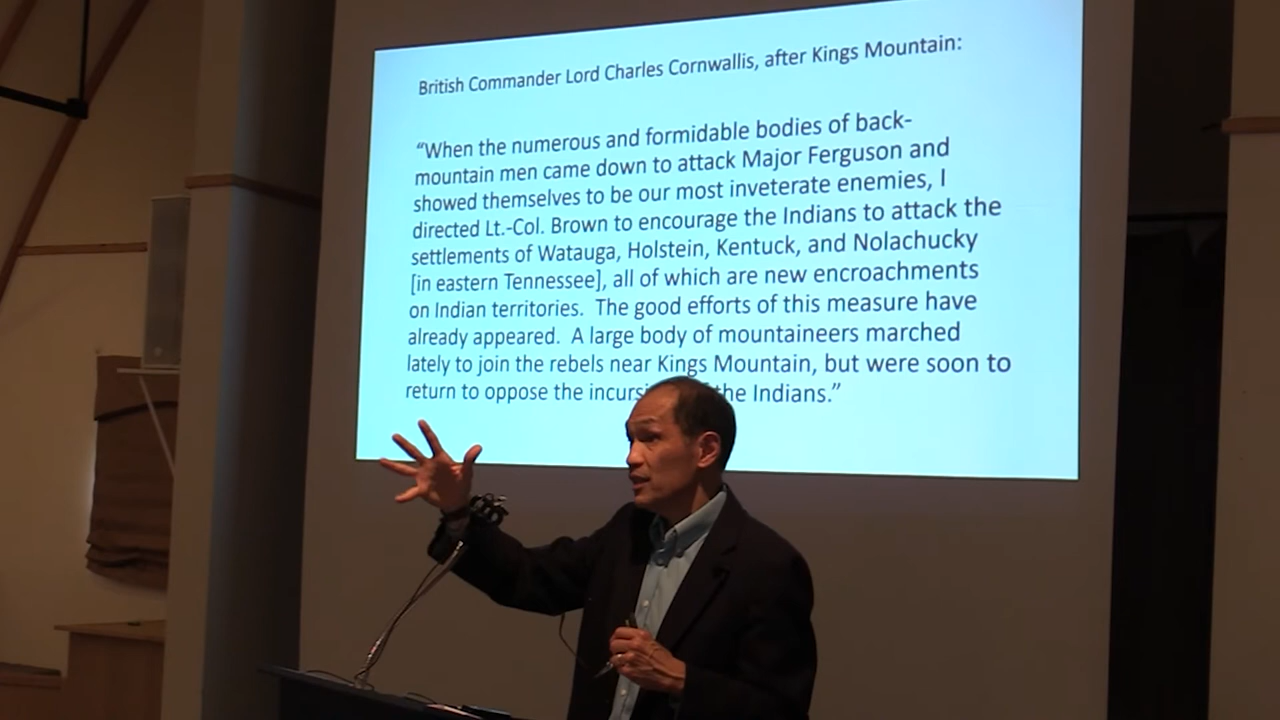 British Commander Lord Charles Cornwallis, after Kings Mountain:
“When the numerous and formidable bodies of back-
mountain men came down to attack Major Ferguson and
showed themselves to be our most inveterate enemies, I
directed Lt.-Col. Brown to encourage the Indians to attack the
settlements of Watauga, Holstein, Kentuck, and Nolachucky
[in eastern Tennessee], all of which are new encroachments
on Indian territories.  The good efforts of this measure have
already appeared.  A large body of mountaineers marched
lately to join the rebels near Kings Mountain, but were soon to
return to oppose the the Indians.”